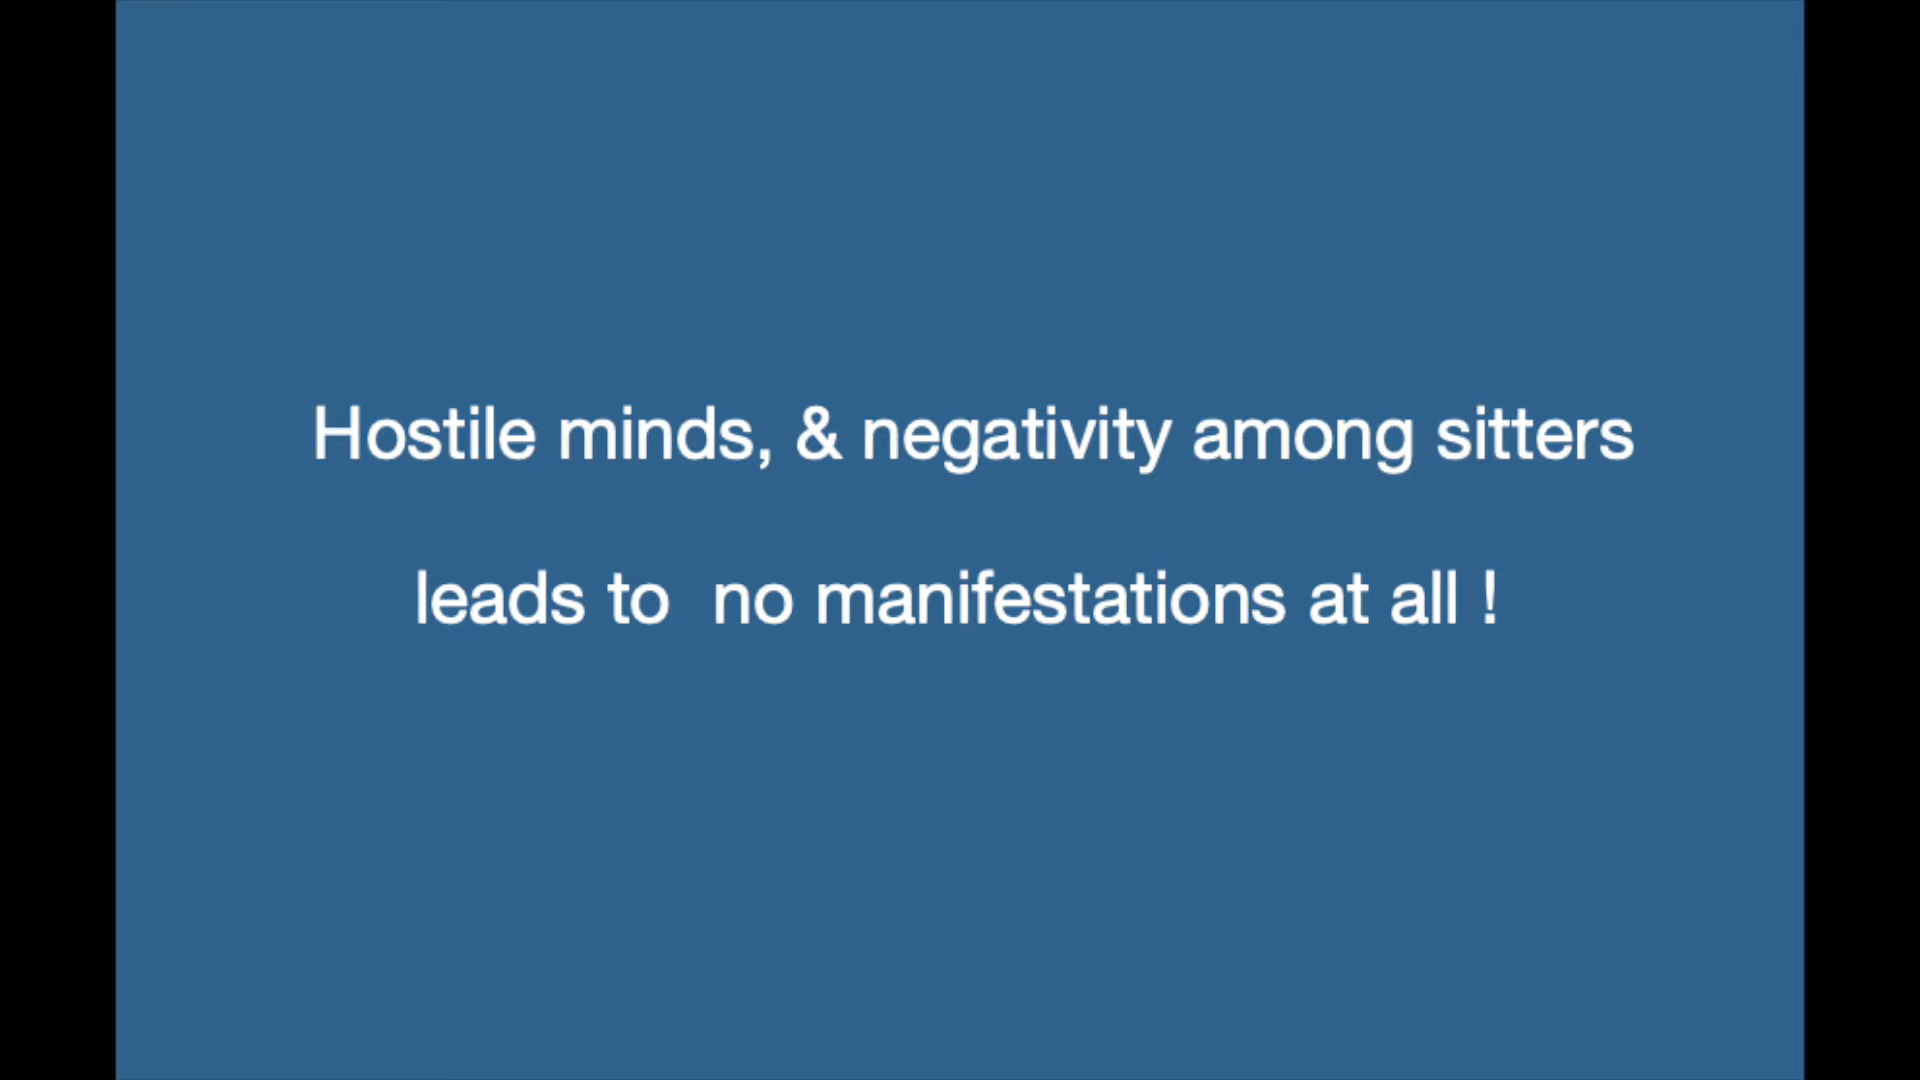 Hostile minds, & negativity among sitters
leads to  no manifestations at all !